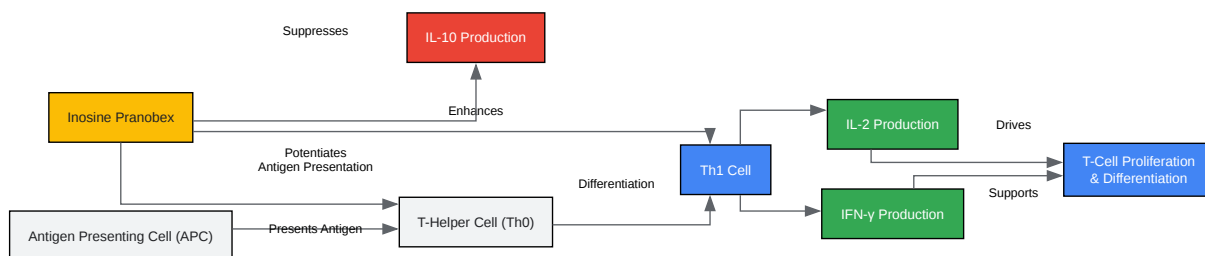 Suppresses
IL-10 Production
Inosine Pranobex
Enhances
IL-2 Production
Drives
Potentiates
Antigen Presentation
Th1 Cell
T-Cell Proliferation
& Differentiation
Differentiation
Supports
Antigen Presenting Cell (APC)
Presents Antigen
T-Helper Cell (Th0)
IFN-γ Production